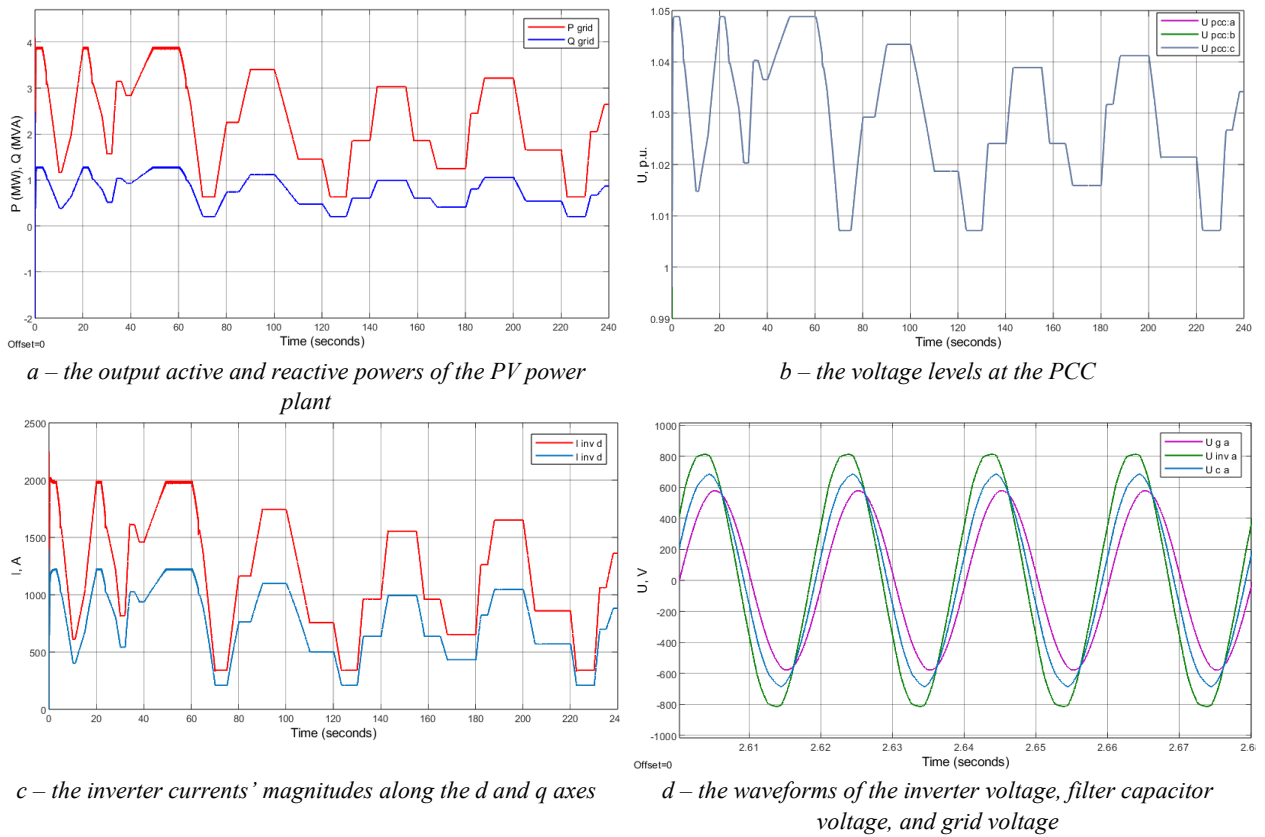 P grid
Q grid
P (MW), Q (MVA)
4
3
2
1
0
-1
-2
0 20 40 60 80 100 120 140 160 180 200 220 240
Time (seconds)
Offset=0
a – the output active and reactive powers of the PV power
plant
U pcc:a
U pcc:b
U pcc:c
U, p.u.
1.05
1.04
1.03
1.02
1.01
1
0.99
0 20 40 60 80 100 120 140 160 180 200 220 240
Time (seconds)
b – the voltage levels at the PCC
I inv d
I inv d
I, A
2500
2000
1500
1000
500
0
0 20 40 60 80 100 120 140 160 180 200 220 240
Time (seconds)
c – the inverter currents’ magnitudes along the d and q axes
U g a
U inv a
U c a
U, V
1000
800
600
400
200
0
-200
-400
-600
-800
-1000
2.61 2.62 2.63 2.64 2.65 2.66 2.67 2.6
Time (seconds)
Offset=0
d – the waveforms of the inverter voltage, filter capacitor
voltage, and grid voltage